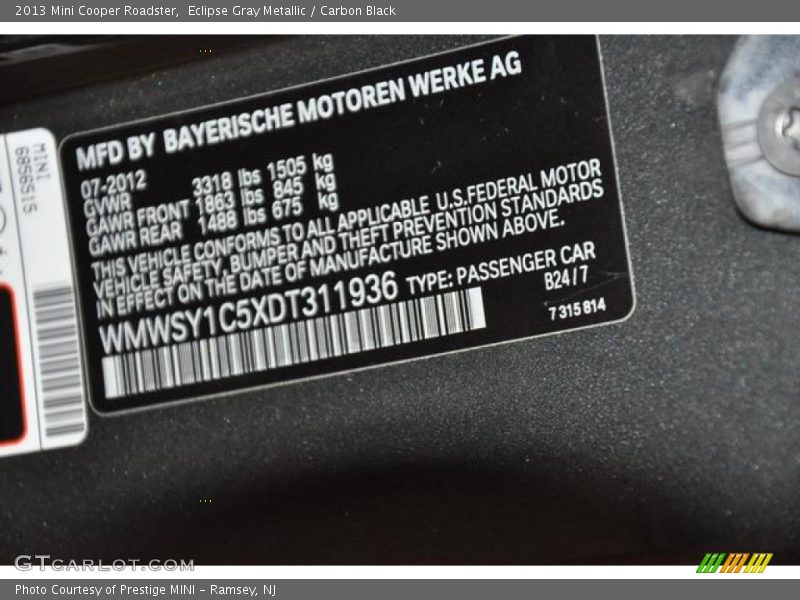 2013 Mini Cooper Roadster, Eclipse Gray Metallic / Carbon Black
MINI
6856515
MFD BY BAYERISCHE MOTOREN WERKE AG
07-2012
GVWR 3318 lbs 1505 kg
GAWR FRONT 1863 lbs 845 kg
GAWR REAR 1488 lbs 675 kg
THIS VEHICLE CONFORMS TO ALL APPLICABLE U.S.FEDERAL MOTOR
VEHICLE SAFETY, BUMPER AND THEFT PREVENTION STANDARDS
IN EFFECT ON THE DATE OF MANUFACTURE SHOWN ABOVE.
WMWSY1C5XDT311936 TYPE: PASSENGER CAR
B24/7
7 315 814
GTCARLOT.COM
Photo Courtesy of Prestige MINI - Ramsey, NJ